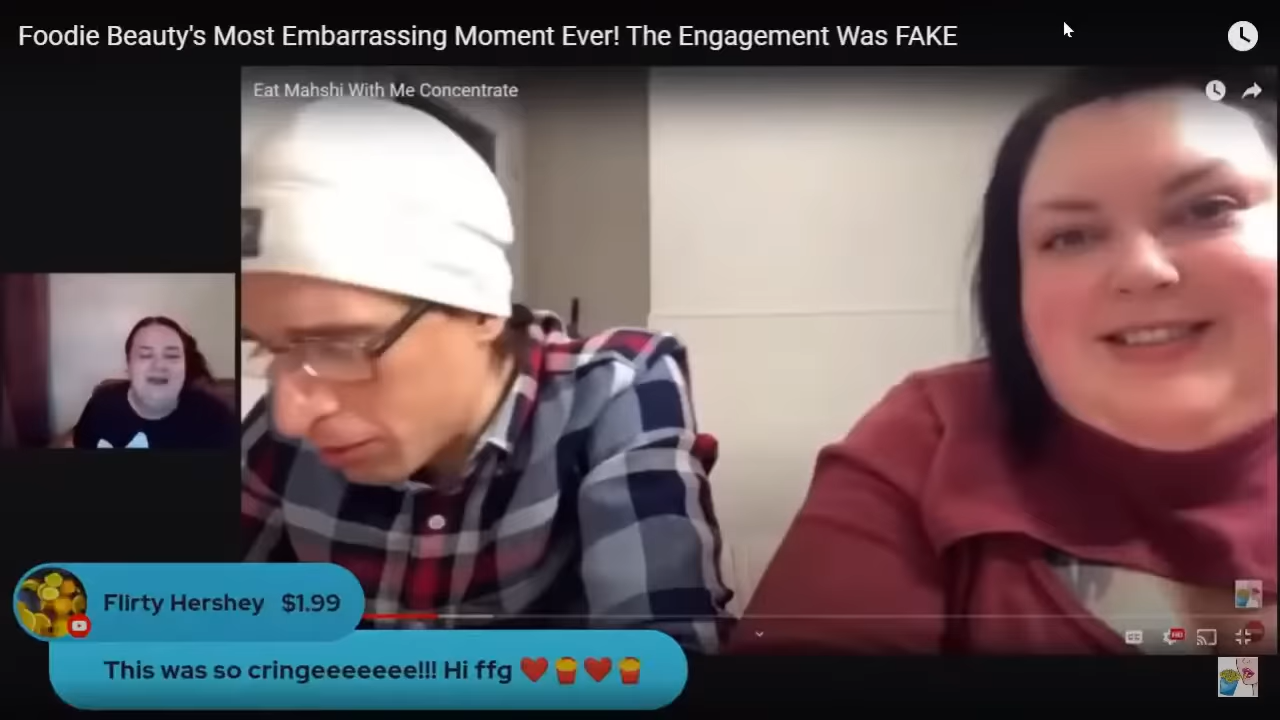 Foodie Beauty's Most Embarrassing Moment Ever! The Engagement Was FAKE
Eat Mahshi With Me Concentrate
Flirty Hershey $1.99
This was so cringeeeeeee!!! Hi ffg ❤️🍟❤️🍟
HD